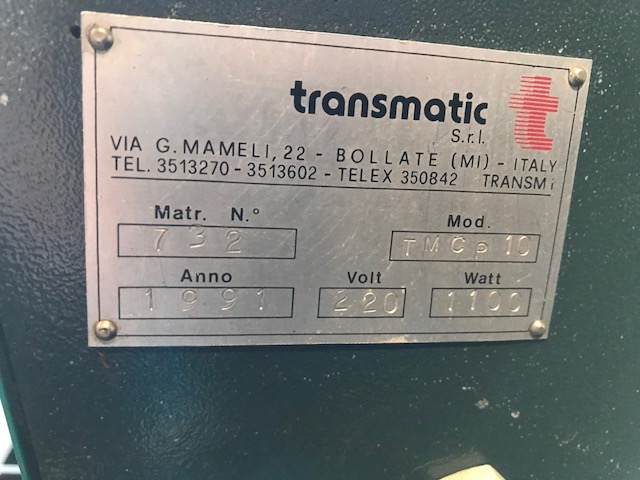 transmatic t
S.r.l.
VIA G. MAMELI, 22 - BOLLATE (MI) - ITALY
TEL. 3513270 - 3513602 - TELEX 350842 TRANSM i
Matr. N.° Mod.
732 TMCP 10
Anno Volt Watt
1991 220 1100